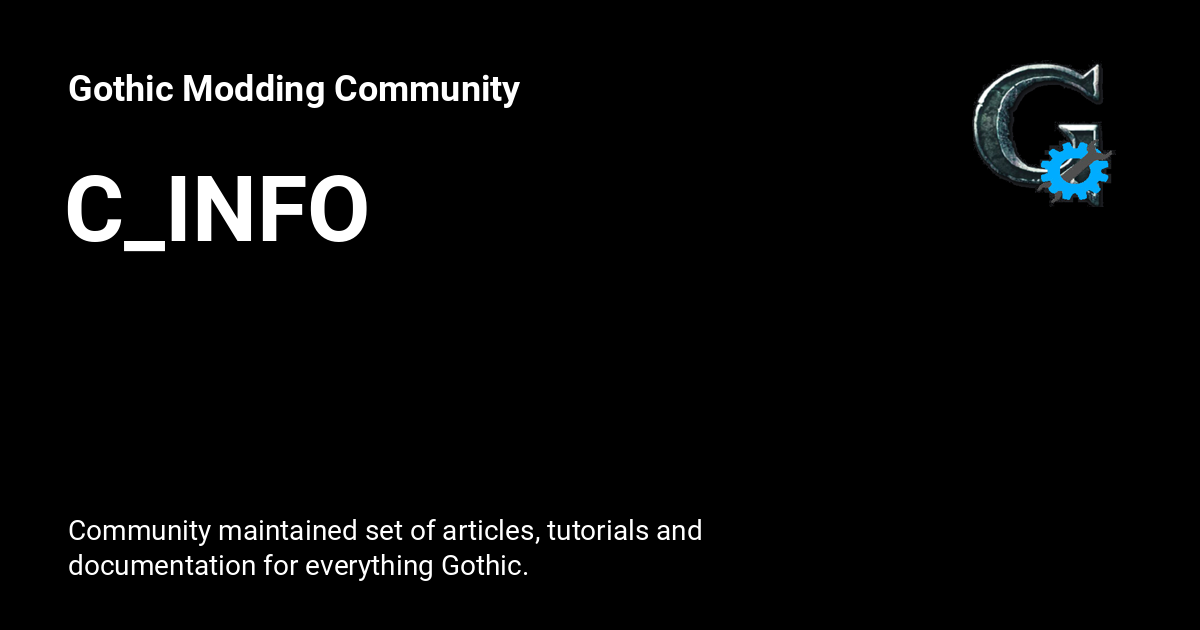 Gothic Modding Community
C_INFO
Community maintained set of articles, tutorials and
documentation for everything Gothic.